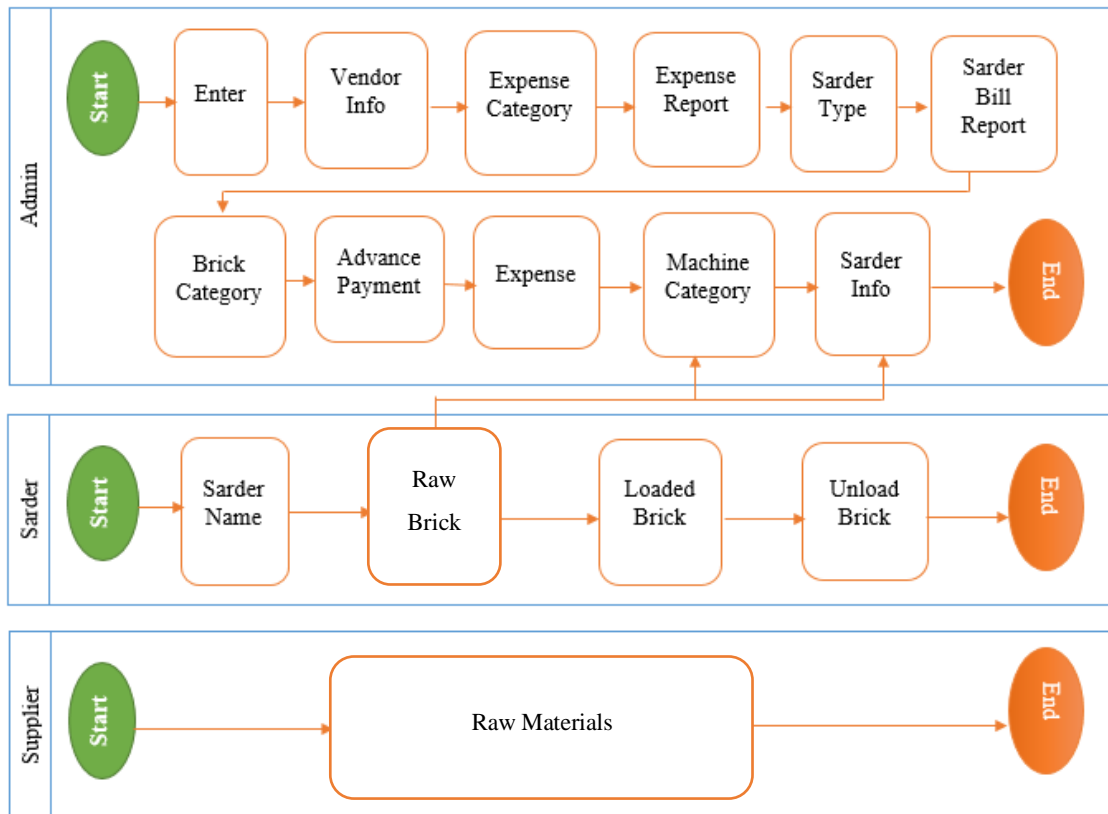 Admin
Start
Enter
Vendor
Info
Expense
Category
Expense
Report
Sarder
Type
Sarder
Bill
Report
Brick
Category
Advance
Payment
Expense
Machine
Category
Sarder
Info
End
Sarder
Start
Sarder
Name
Raw
Brick
Loaded
Brick
Unload
Brick
End
Supplier
Start
Raw Materials
End